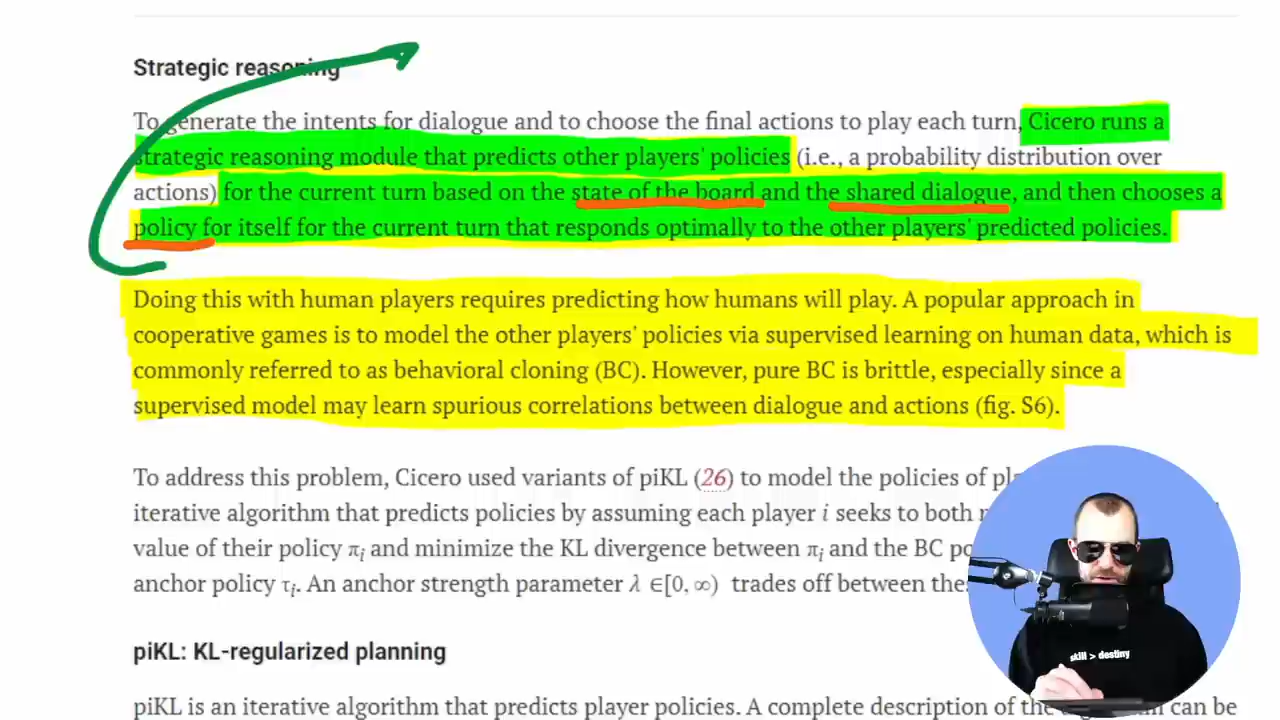 Strategic reasoning
To generate the intents for dialogue and to choose the final actions to play each turn, Cicero runs a
strategic reasoning module that predicts other players' policies (i.e., a probability distribution over
actions) for the current turn based on the state of the board and the shared dialogue, and then chooses a
policy for itself for the current turn that responds optimally to the other players' predicted policies.
Doing this with human players requires predicting how humans will play. A popular approach in
cooperative games is to model the other players' policies via supervised learning on human data, which is
commonly referred to as behavioral cloning (BC). However, pure BC is brittle, especially since a
supervised model may learn spurious correlations between dialogue and actions (fig. S6).
To address this problem, Cicero used variants of piKL (26) to model the policies of
iterative algorithm that predicts policies by assuming each player i seeks to both
value of their policy πᵢ and minimize the KL divergence between πᵢ and the BC
anchor policy τᵢ. An anchor strength parameter λ ∈[0, ∞) trades off between
piKL: KL-regularized planning
piKL is an iterative algorithm that predicts player policies. A complete description of the can be
skill > destiny